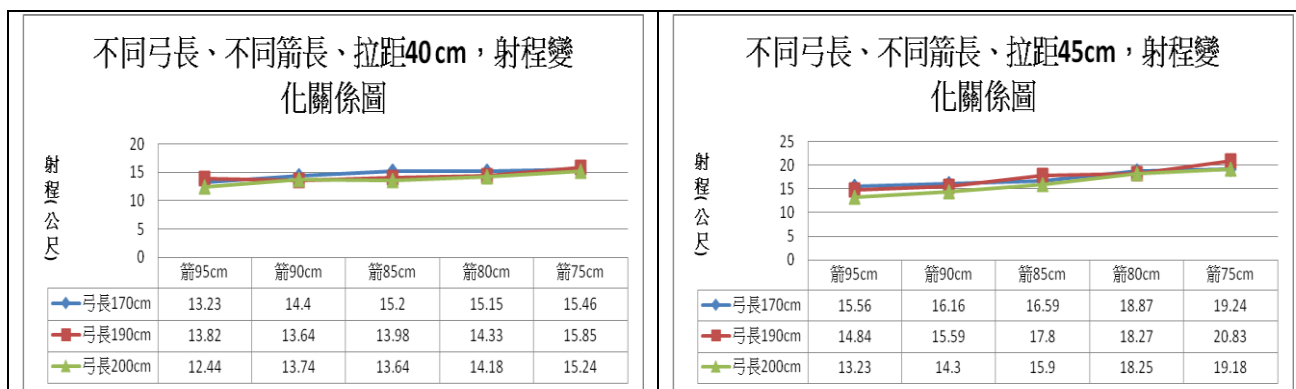 不同弓長、不同箭長、拉距40cm，射程變
化關係圖
射程(公尺)
20
15
10
5
0
箭95cm 箭90cm 箭85cm 箭80cm 箭75cm
弓長170cm 13.23 14.4 15.2 15.15 15.46
弓長190cm 13.82 13.64 13.98 14.33 15.85
弓長200cm 12.44 13.74 13.64 14.18 15.24
不同弓長、不同箭長、拉距45cm，射程變
化關係圖
射程(公尺)
25
20
15
10
5
0
箭95cm 箭90cm 箭85cm 箭80cm 箭75cm
弓長170cm 15.56 16.16 16.59 18.87 19.24
弓長190cm 14.84 15.59 17.8 18.27 20.83
弓長200cm 13.23 14.3 15.9 18.25 19.18